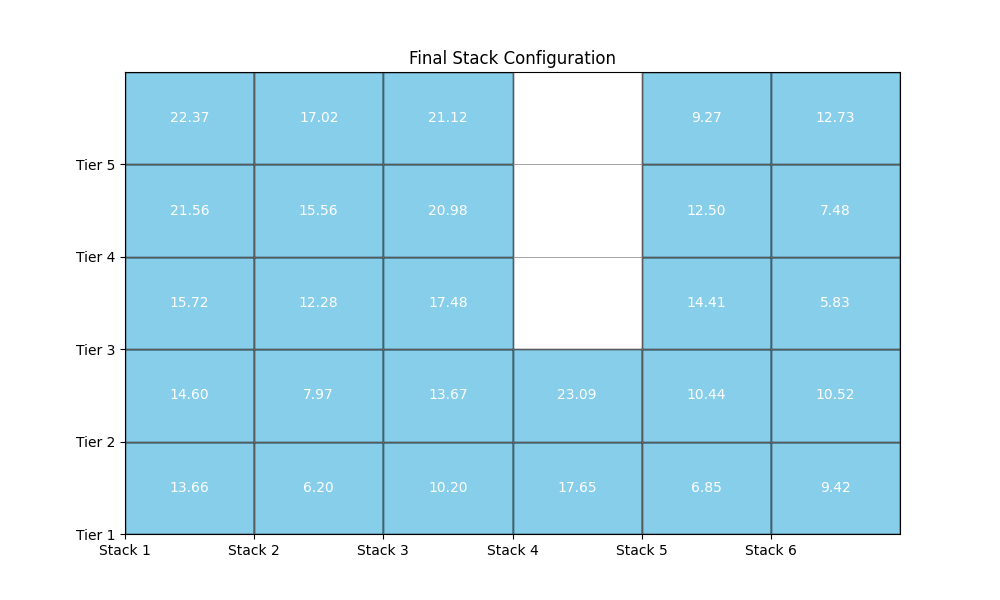 Final Stack Configuration
22.37 17.02 21.12 9.27 12.73
Tier 5
21.56 15.56 20.98 12.50 7.48
Tier 4
15.72 12.28 17.48 14.41 5.83
Tier 3
14.60 7.97 13.67 23.09 10.44 10.52
Tier 2
13.66 6.20 10.20 17.65 6.85 9.42
Tier 1
Stack 1 Stack 2 Stack 3 Stack 4 Stack 5 Stack 6